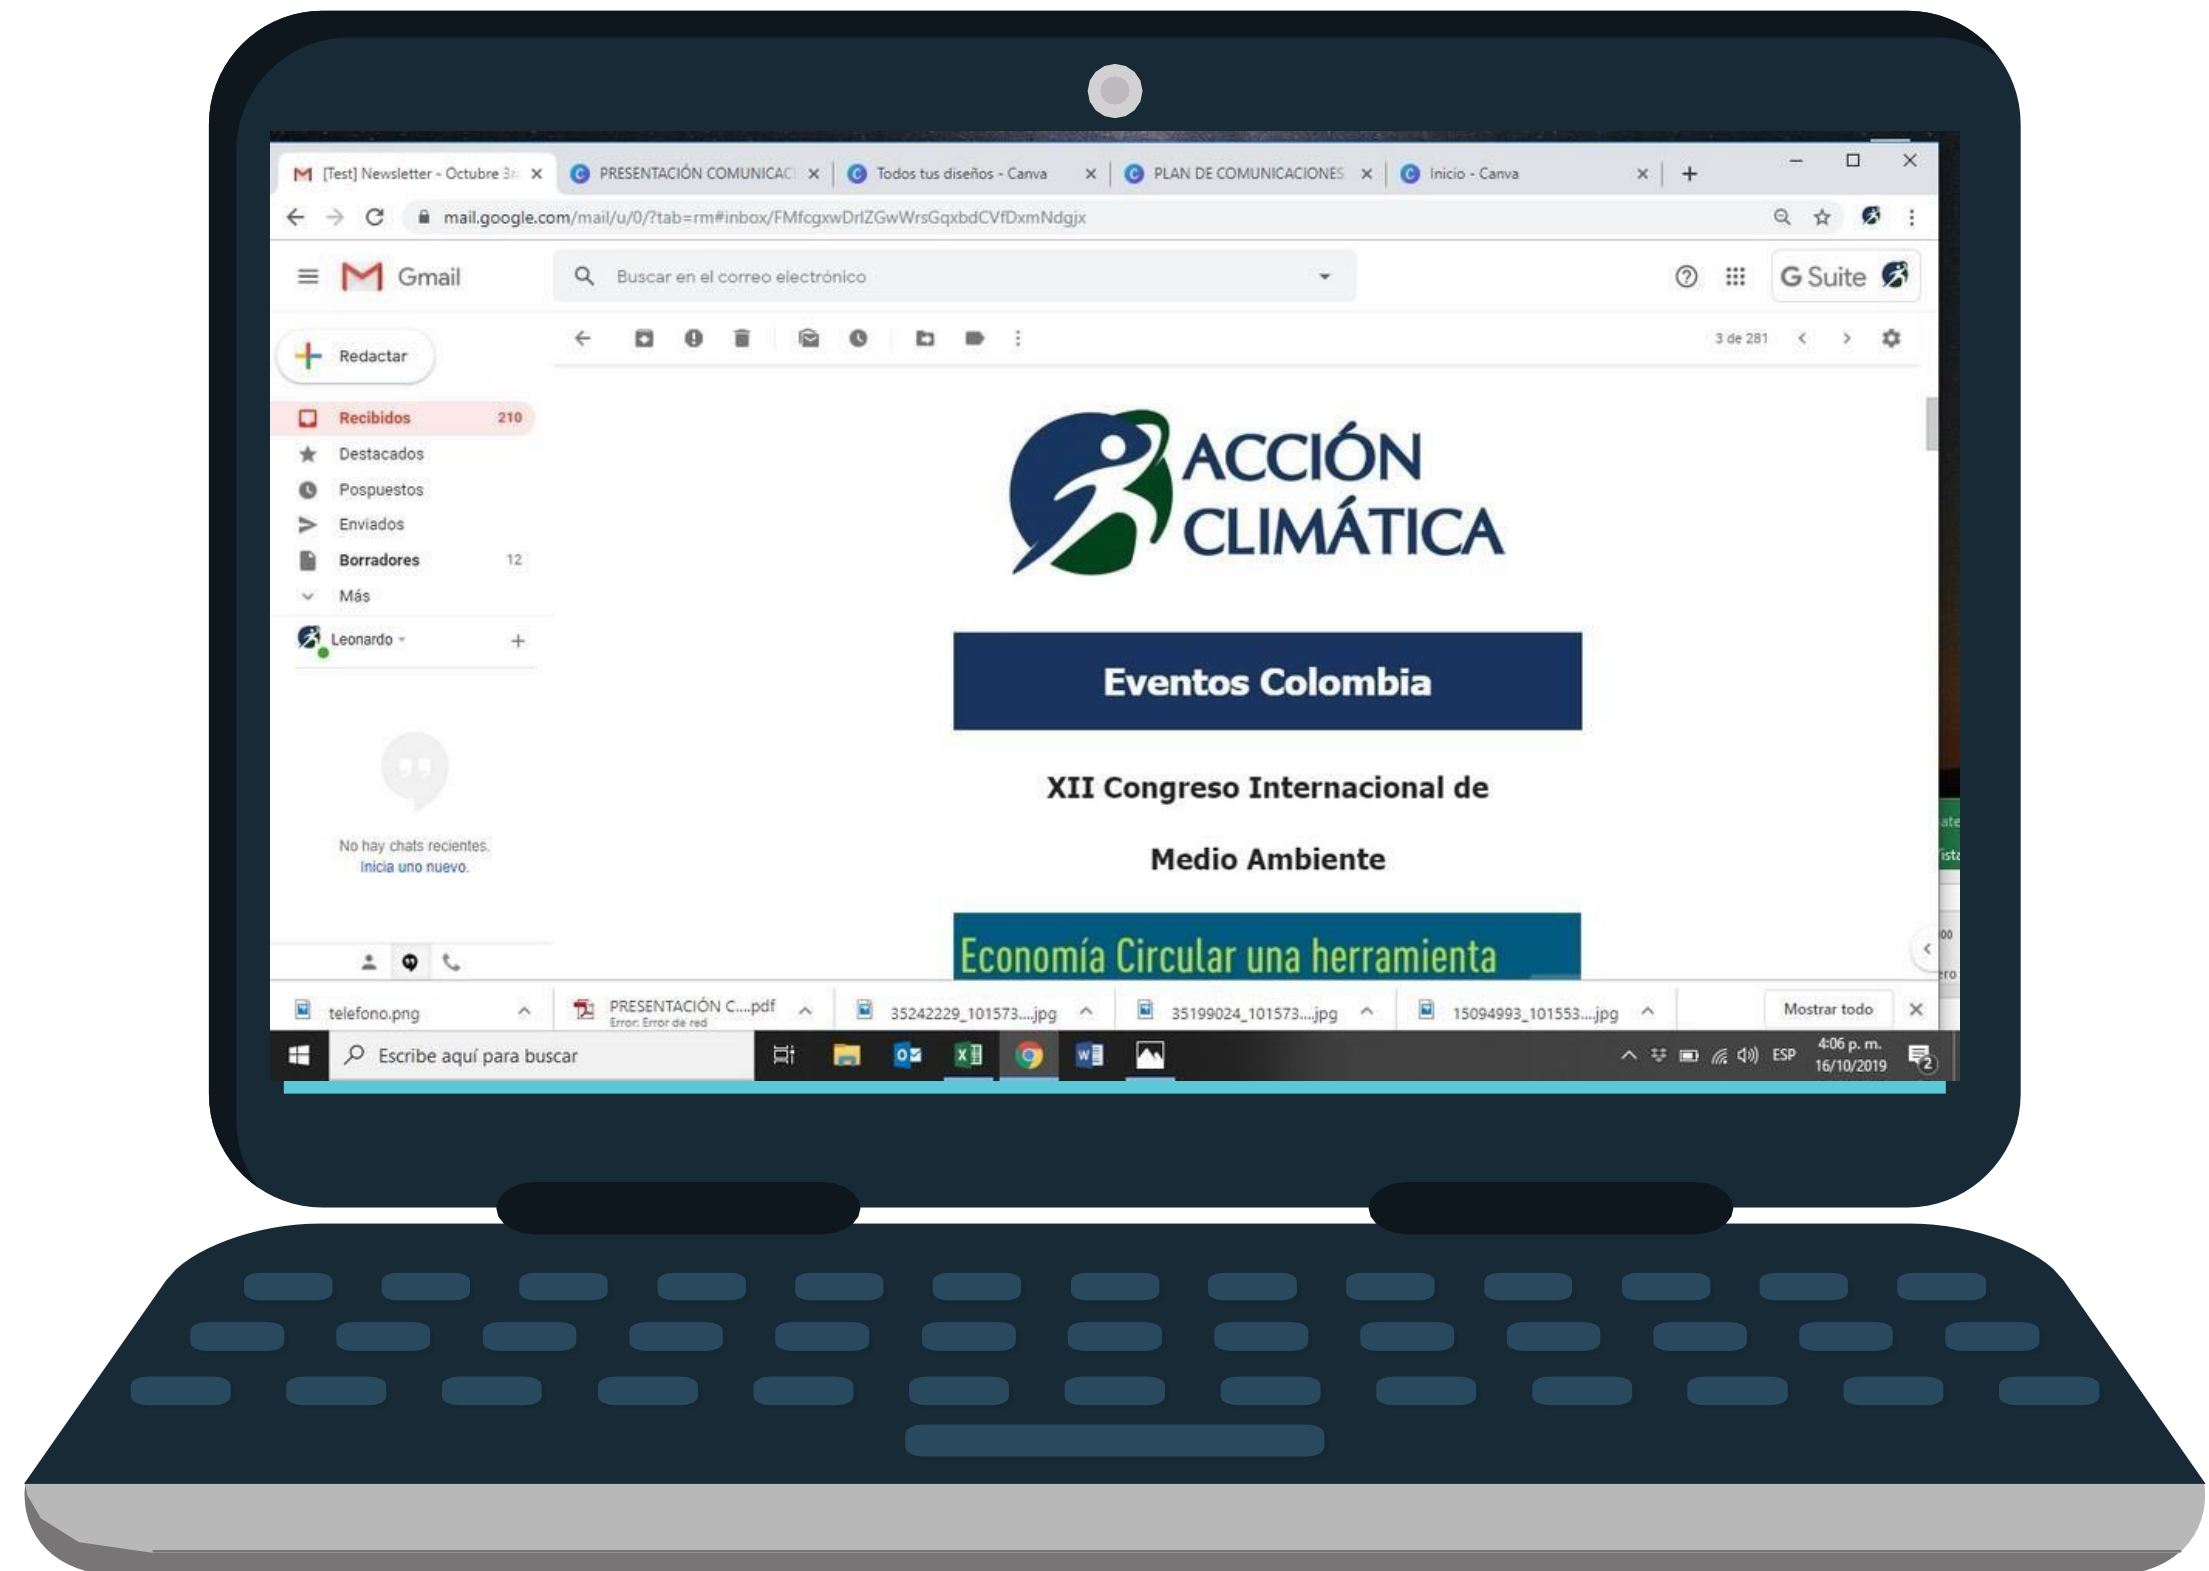 [Test] Newsletter - Octubre 3
PRESENTACIÓN COMUNICAC
Todos tus diseños - Canva
PLAN DE COMUNICACIONES
Inicio - Canva
mail.google.com/mail/u/0/?tab=rm#inbox/FMfcgxwDrlZGwWrsGqxbdCVfDxmNdgjx
Gmail
Buscar en el correo electrónico
G Suite
Redactar
3 de 281
Recibidos 210
Destacados
Pospuestos
Enviados
Borradores 12
Más
Leonardo
No hay chats recientes.
Inicia uno nuevo.
ACCIÓN
CLIMÁTICA
Eventos Colombia
XII Congreso Internacional de
Medio Ambiente
Economía Circular una herramienta
telefono.png
PRESENTACIÓN C....pdf
Error: Error de red
35242229_101573....jpg
35199024_101573....jpg
15094993_101553....jpg
Mostrar todo
Escribe aquí para buscar
ESP
4:06 p. m.
16/10/2019
2